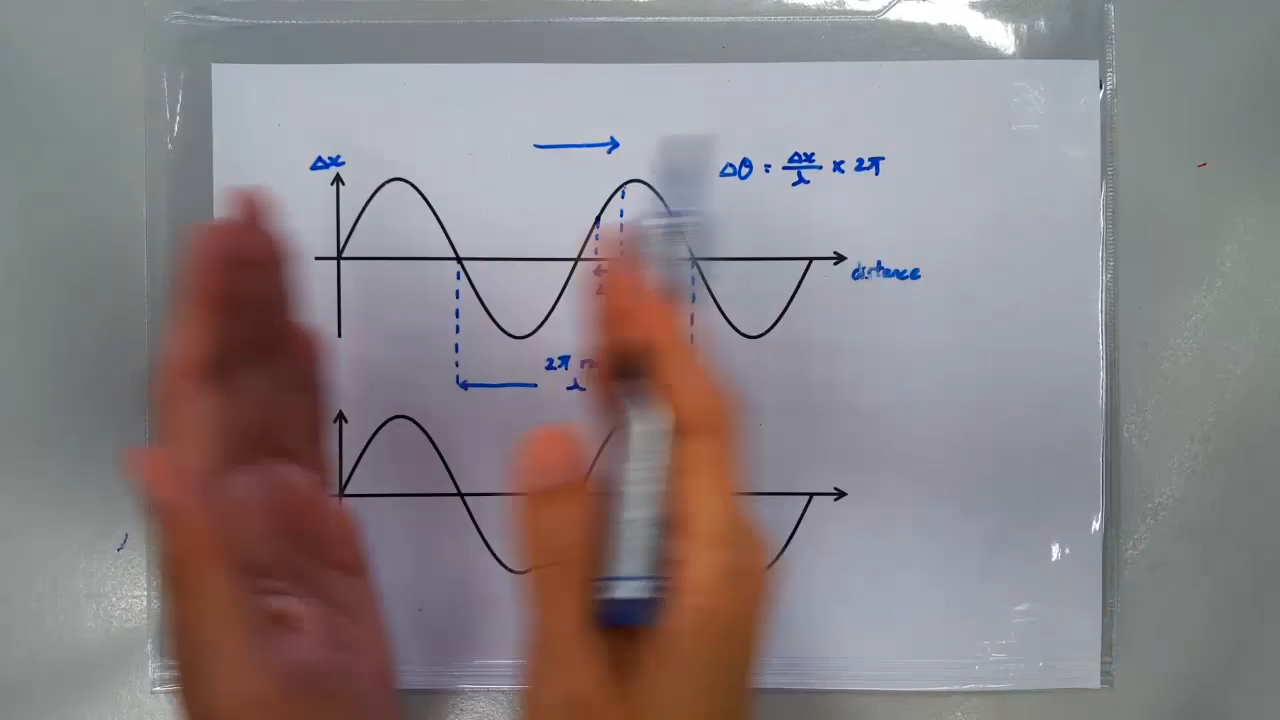 Δx
Δθ = Δx/λ × 2π
distance
2π
λ